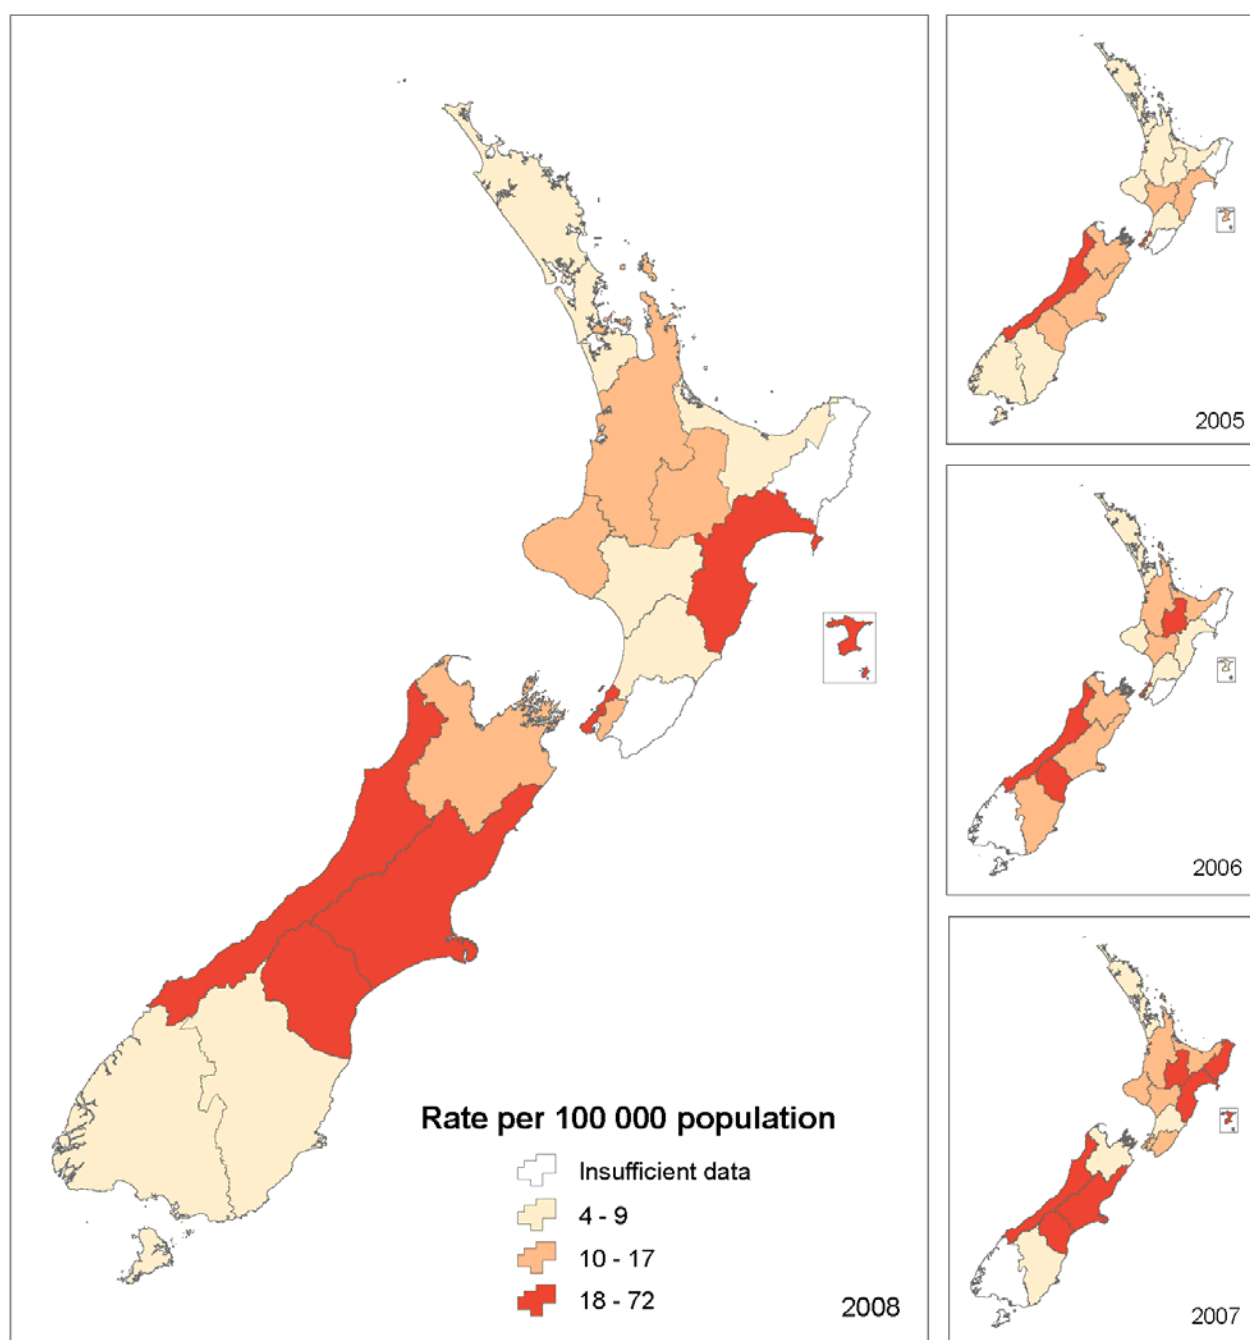 2005
2006
2007
Rate per 100 000 population
Insufficient data
4 - 9
10 - 17
18 - 72
2008